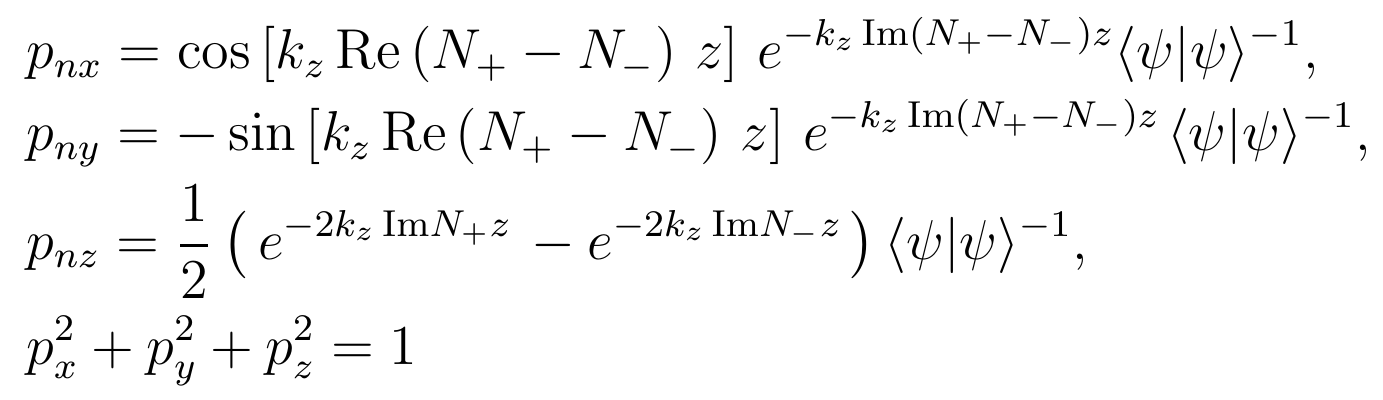 p_{nx} = \cos\left[k_z \operatorname{Re}\left(N_+ - N_-\right) z\right] e^{-k_z \operatorname{Im}(N_+ - N_-)z} \langle\psi|\psi\rangle^{-1},
p_{ny} = -\sin\left[k_z \operatorname{Re}\left(N_+ - N_-\right) z\right] e^{-k_z \operatorname{Im}(N_+ - N_-)z} \langle\psi|\psi\rangle^{-1},
p_{nz} = \frac{1}{2}\left(e^{-2k_z \operatorname{Im}N_+ z} - e^{-2k_z \operatorname{Im}N_- z}\right)\langle\psi|\psi\rangle^{-1},
p_x^2 + p_y^2 + p_z^2 = 1